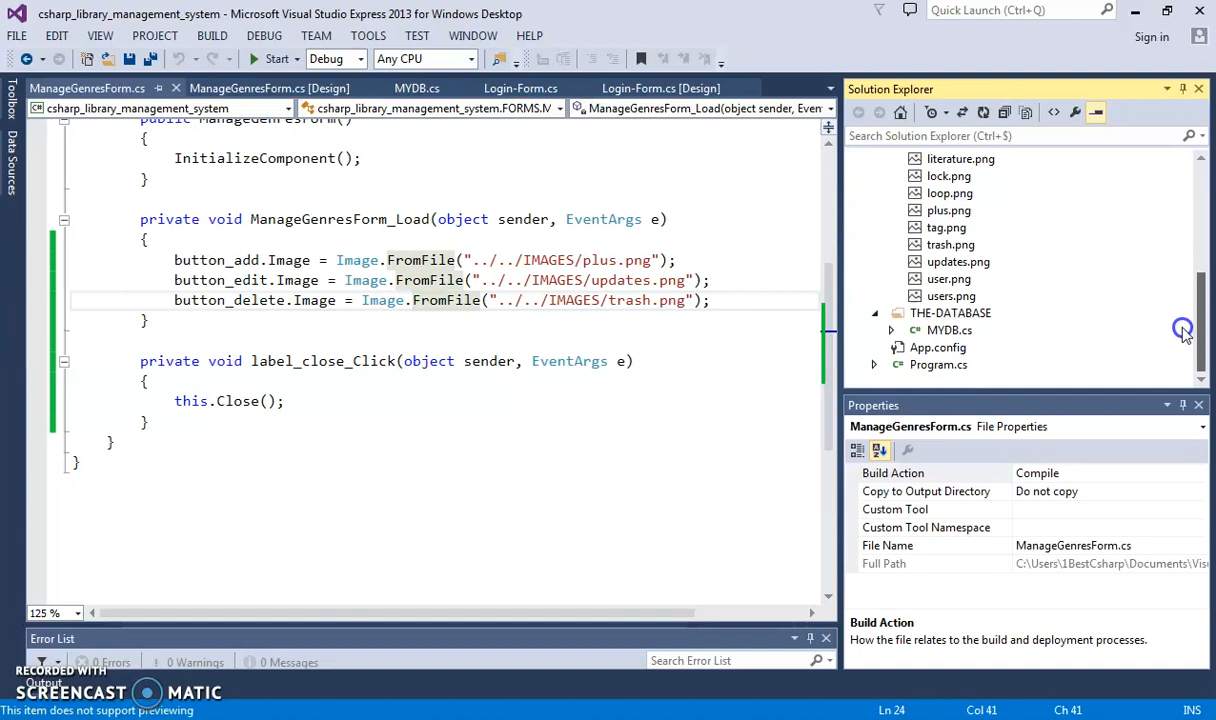 csharp_library_management_system - Microsoft Visual Studio Express 2013 for Windows Desktop
Quick Launch (Ctrl+Q)
FILE EDIT VIEW PROJECT BUILD DEBUG TEAM TOOLS TEST WINDOW HELP
Sign in
Start Debug Any CPU
Toolbox
Data Sources
ManageGenresForm.cs ManageGenresForm.cs [Design] MYDB.cs Login-Form.cs Login-Form.cs [Design]
csharp_library_management_system csharp_library_management_system.FORMS.M ManageGenresForm_Load(object sender, Even
public ManageGenresForm()
{
InitializeComponent();
}
private void ManageGenresForm_Load(object sender, EventArgs e)
{
button_add.Image = Image.FromFile("../../IMAGES/plus.png");
button_edit.Image = Image.FromFile("../../IMAGES/updates.png");
button_delete.Image = Image.FromFile("../../IMAGES/trash.png");
}
private void label_close_Click(object sender, EventArgs e)
{
this.Close();
}
}
}
125 %
Error List
0 Errors 0 Warnings 0 Messages
Search Error List
Output
RECORDED WITH
SCREENCAST MATIC
This item does not support previewing
Ln 24 Col 41 Ch 41 INS
Solution Explorer
Search Solution Explorer (Ctrl+$)
literature.png
lock.png
loop.png
plus.png
tag.png
trash.png
updates.png
user.png
users.png
THE-DATABASE
MYDB.cs
App.config
Program.cs
Properties
ManageGenresForm.cs File Properties
Build Action Compile
Copy to Output Directory Do not copy
Custom Tool
Custom Tool Namespace
File Name ManageGenresForm.cs
Full Path C:\Users\1BestCsharp\Documents\Visu
Build Action
How the file relates to the build and deployment processes.